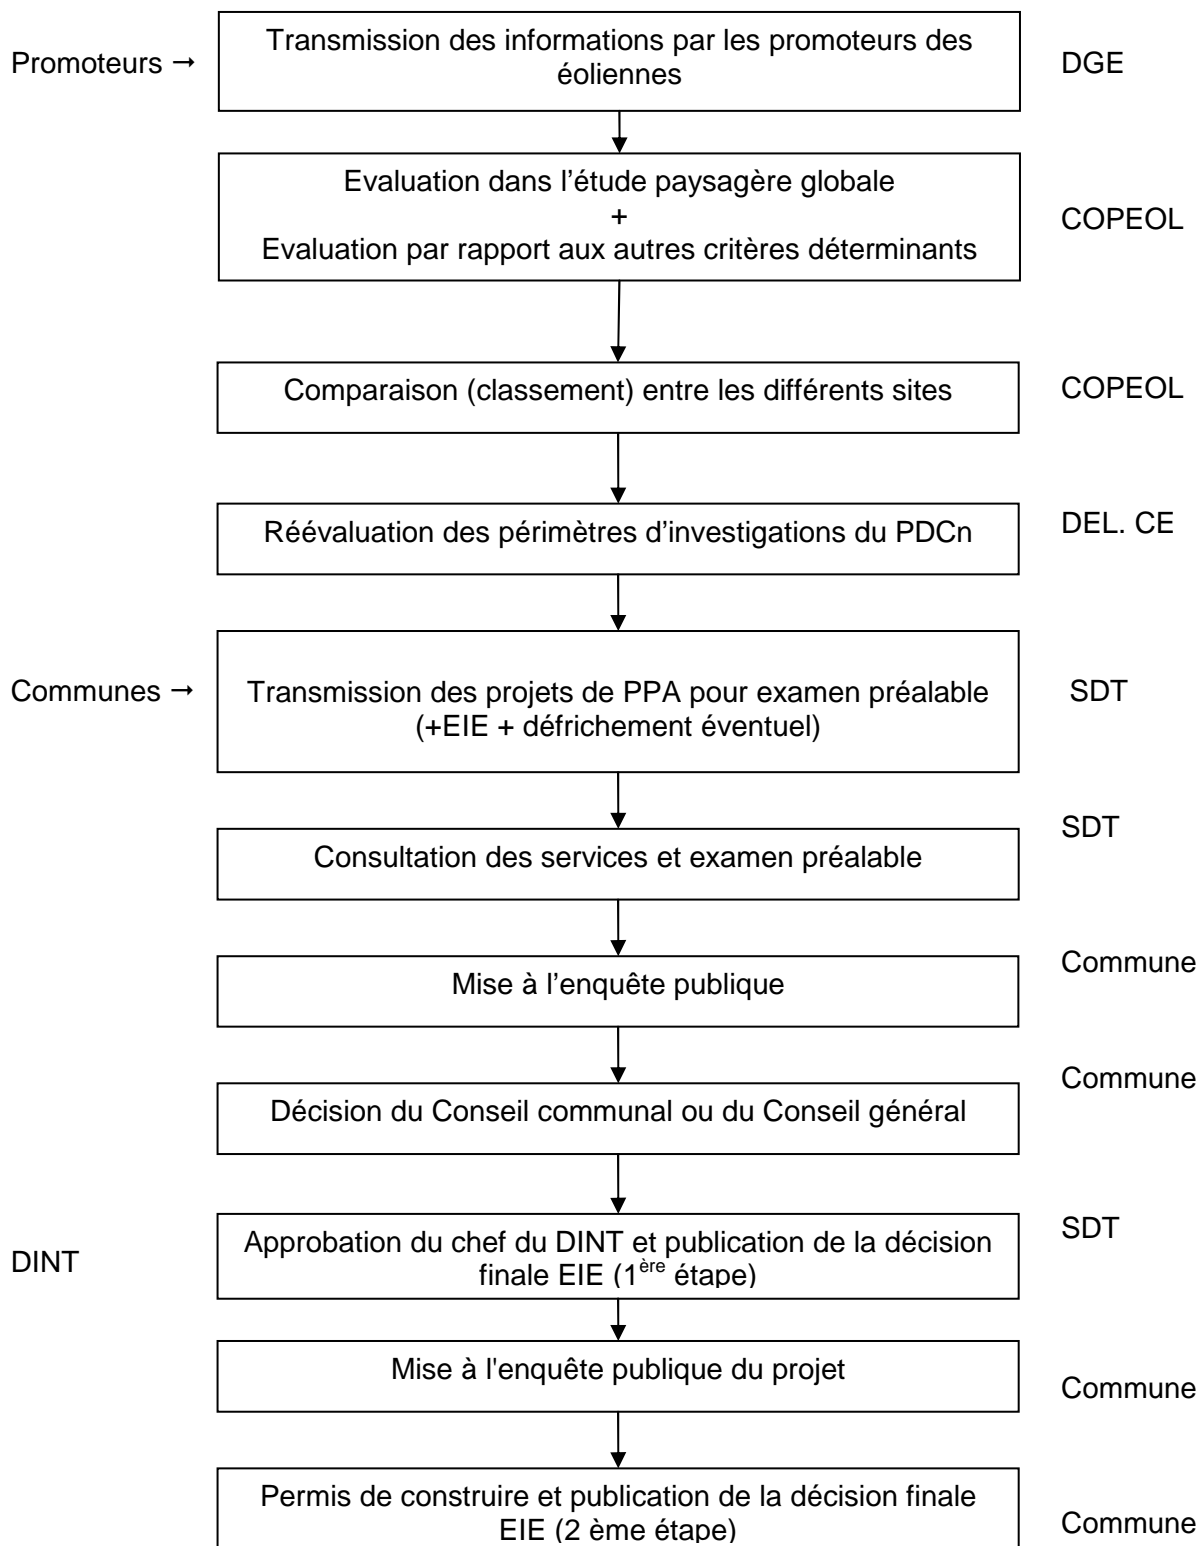 Transmission des informations par les promoteurs des
éoliennes
Promoteurs →
DGE
Evaluation dans l’étude paysagère globale
+
Evaluation par rapport aux autres critères déterminants
COPEOL
Comparaison (classement) entre les différents sites
COPEOL
Réévaluation des périmètres d’investigations du PDCn
DEL. CE
Communes →
Transmission des projets de PPA pour examen préalable
(+EIE + défrichement éventuel)
SDT
Consultation des services et examen préalable
SDT
Mise à l’enquête publique
Commune
Décision du Conseil communal ou du Conseil général
Commune
DINT
Approbation du chef du DINT et publication de la décision
finale EIE (1ère étape)
SDT
Mise à l'enquête publique du projet
Commune
Permis de construire et publication de la décision finale
EIE (2 ème étape)
Commune